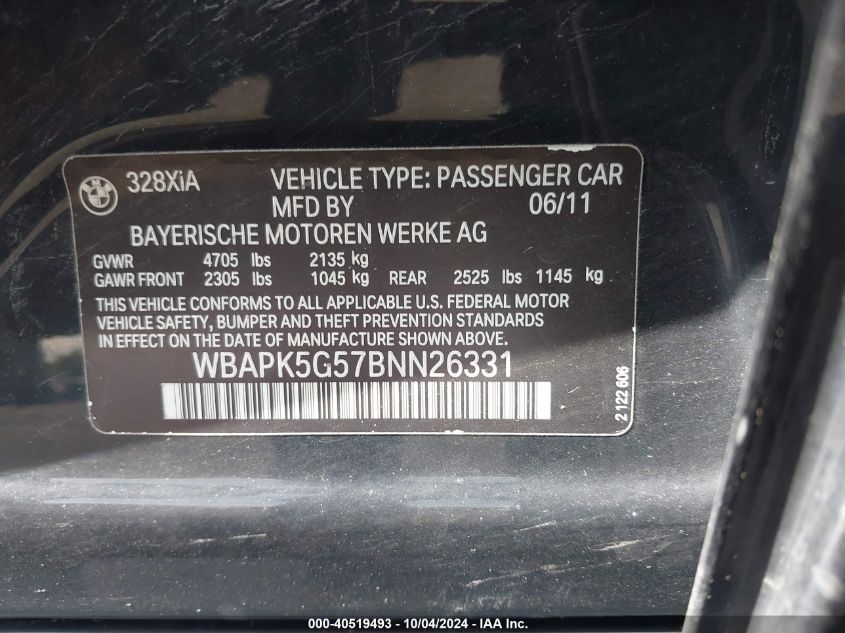 BMW
328XiA VEHICLE TYPE: PASSENGER CAR
MFD BY 06/11
BAYERISCHE MOTOREN WERKE AG
GVWR 4705 lbs 2135 kg
GAWR FRONT 2305 lbs 1045 kg REAR 2525 lbs 1145 kg
THIS VEHICLE CONFORMS TO ALL APPLICABLE U.S. FEDERAL MOTOR
VEHICLE SAFETY, BUMPER AND THEFT PREVENTION STANDARDS
IN EFFECT ON THE DATE OF MANUFACTURE SHOWN ABOVE.
WBAPK5G57BNN26331
2 122 606
000-40519493 - 10/04/2024 - IAA Inc.